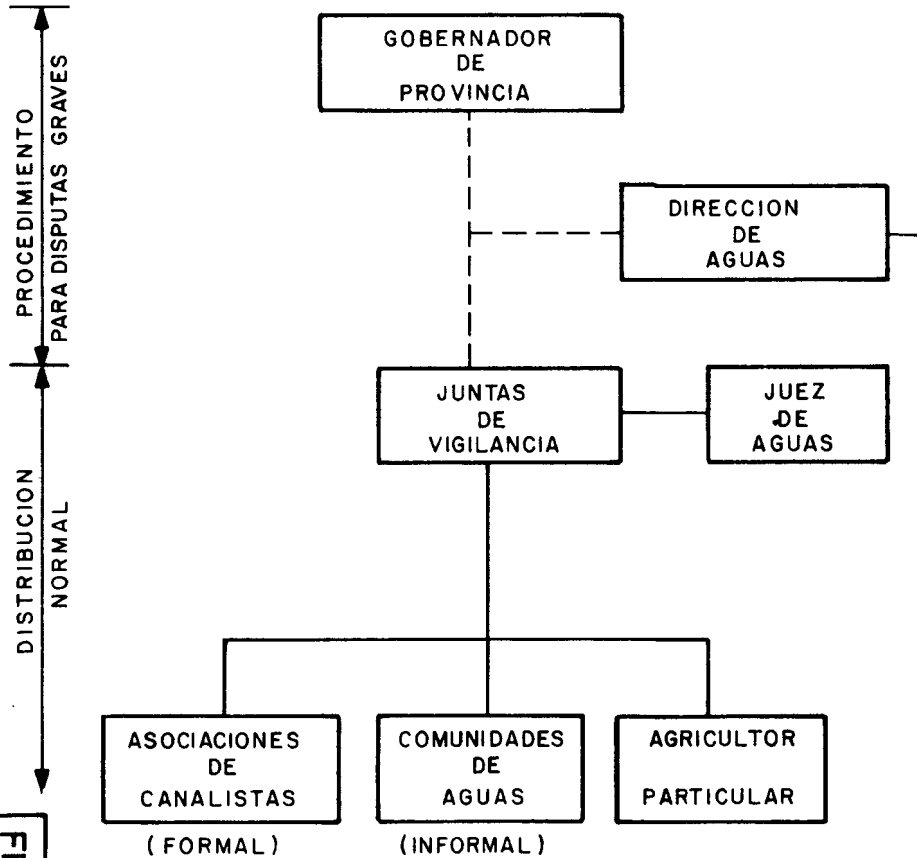 GOBERNADOR
DE
PROVINCIA
PROCEDIMIENTO
PARA DISPUTAS GRAVES
DIRECCION
DE
AGUAS
JUNTAS
DE
VIGILANCIA
JUEZ
DE
AGUAS
DISTRIBUCION
NORMAL
ASOCIACIONES
DE
CANALISTAS
(FORMAL)
COMUNIDADES
DE
AGUAS
(INFORMAL)
AGRICULTOR
PARTICULAR